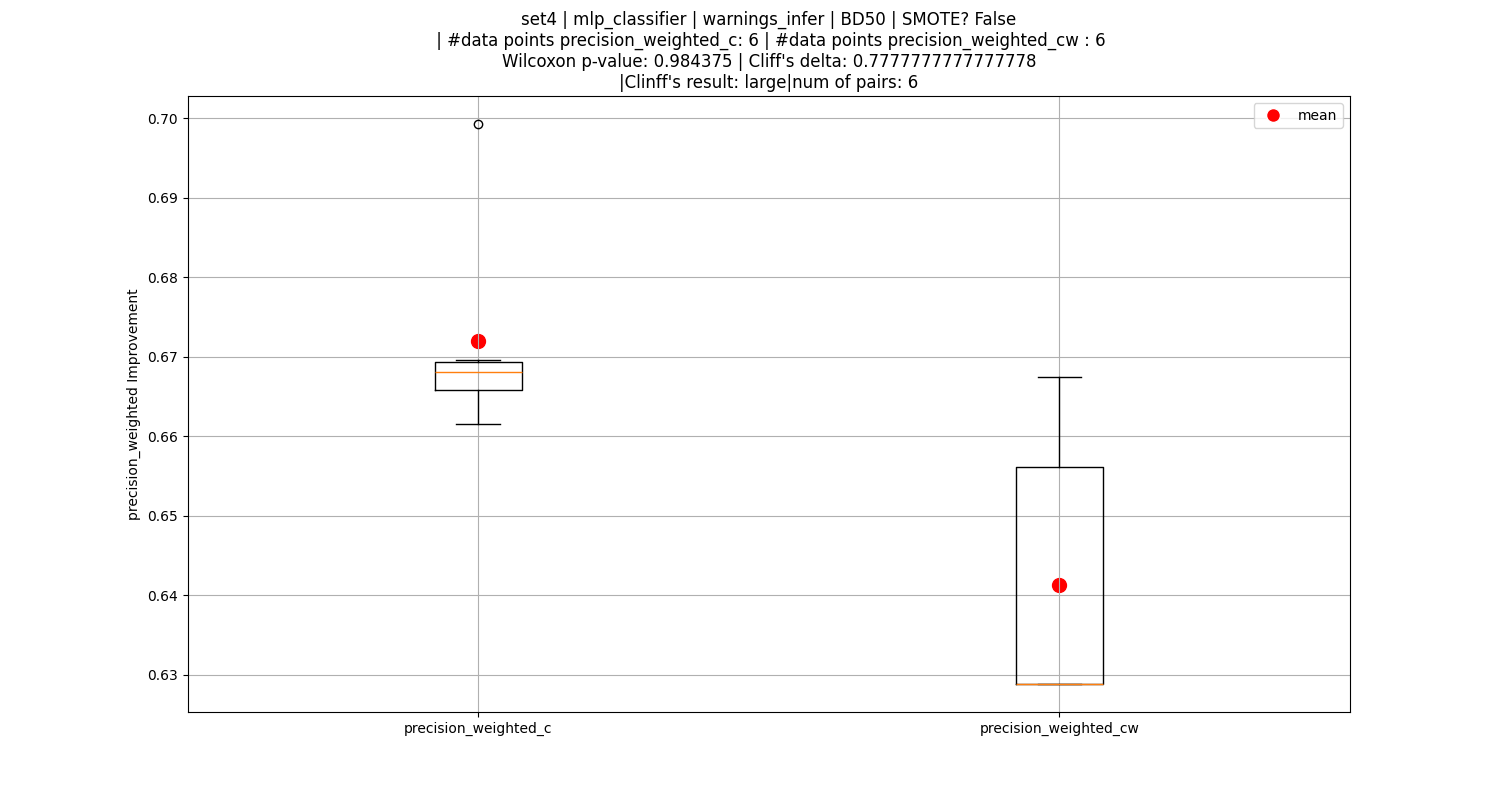 set4 | mlp_classifier | warnings_infer | BD50 | SMOTE? False
| #data points precision_weighted_c: 6 | #data points precision_weighted_cw : 6
Wilcoxon p-value: 0.984375 | Cliff's delta: 0.7777777777777778
|Clinff's result: large|num of pairs: 6
mean
0.70
0.69
0.68
0.67
0.66
0.65
0.64
0.63
precision_weighted Improvement
precision_weighted_c
precision_weighted_cw